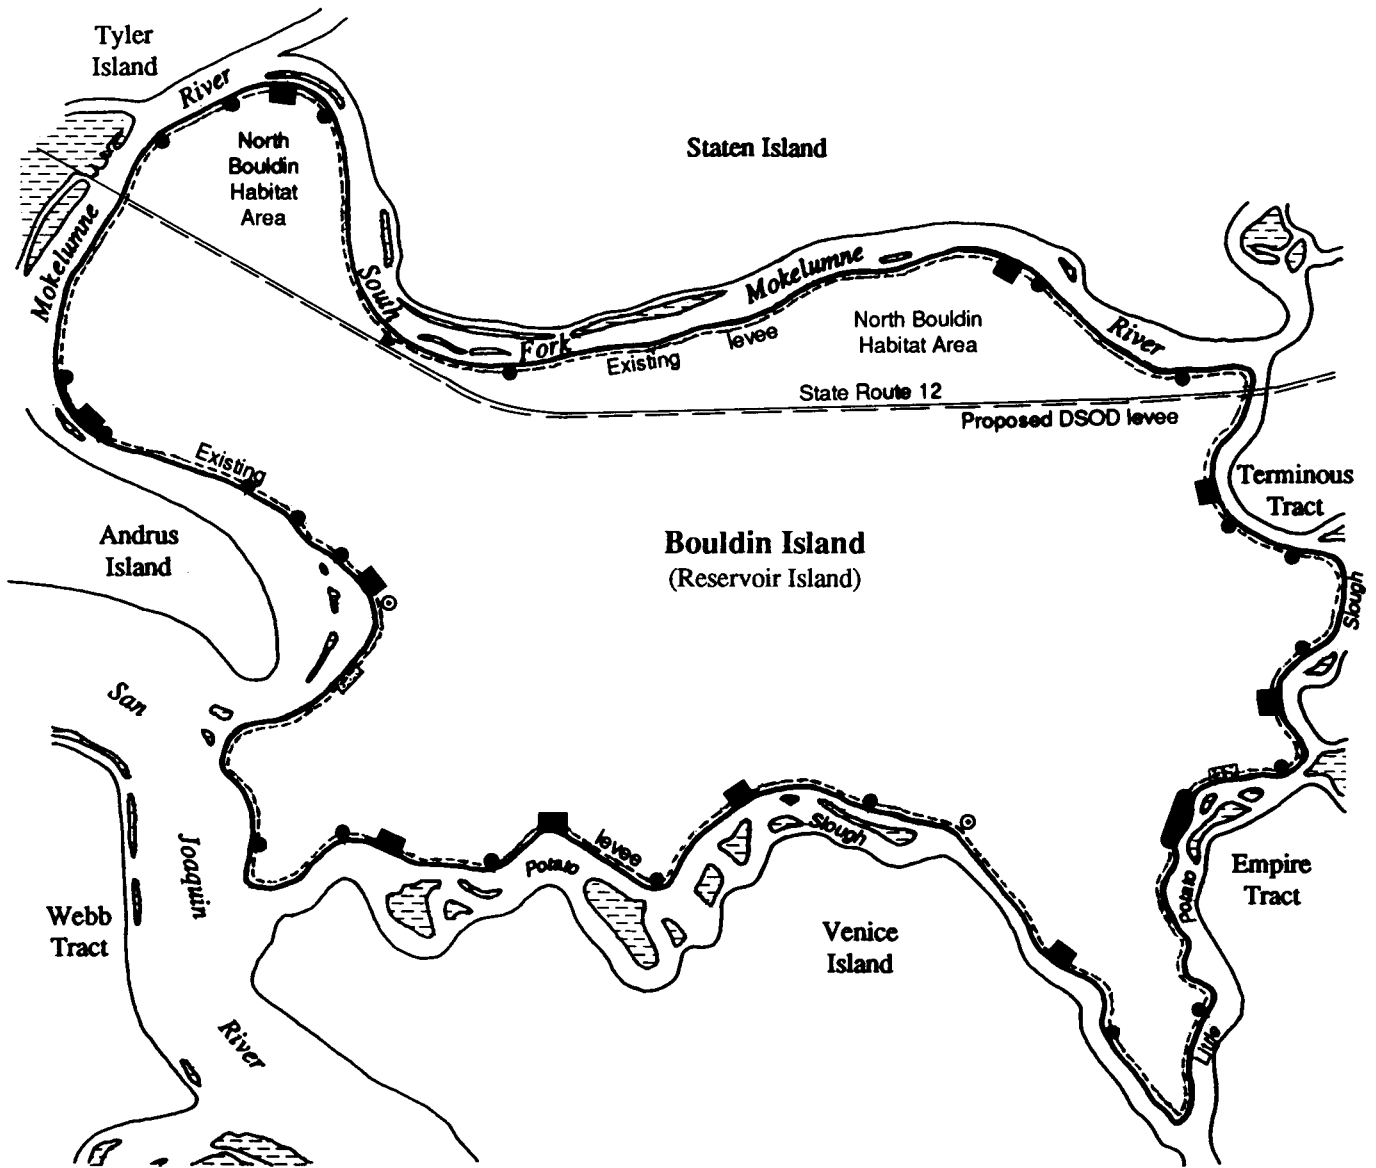 Tyler
Island
River
North
Bouldin
Habitat
Area
Staten Island
Mokelumne
South
Fork
Mokelumne
River
Existing
levee
North Bouldin
Habitat Area
State Route 12
Proposed DSOD levee
Existing
Terminous
Tract
Andrus
Island
Bouldin Island
(Reservoir Island)
Slough
San
Joaquin
River
levee
Potato
Slough
Webb
Tract
Venice
Island
Empire
Tract
Potato
Little